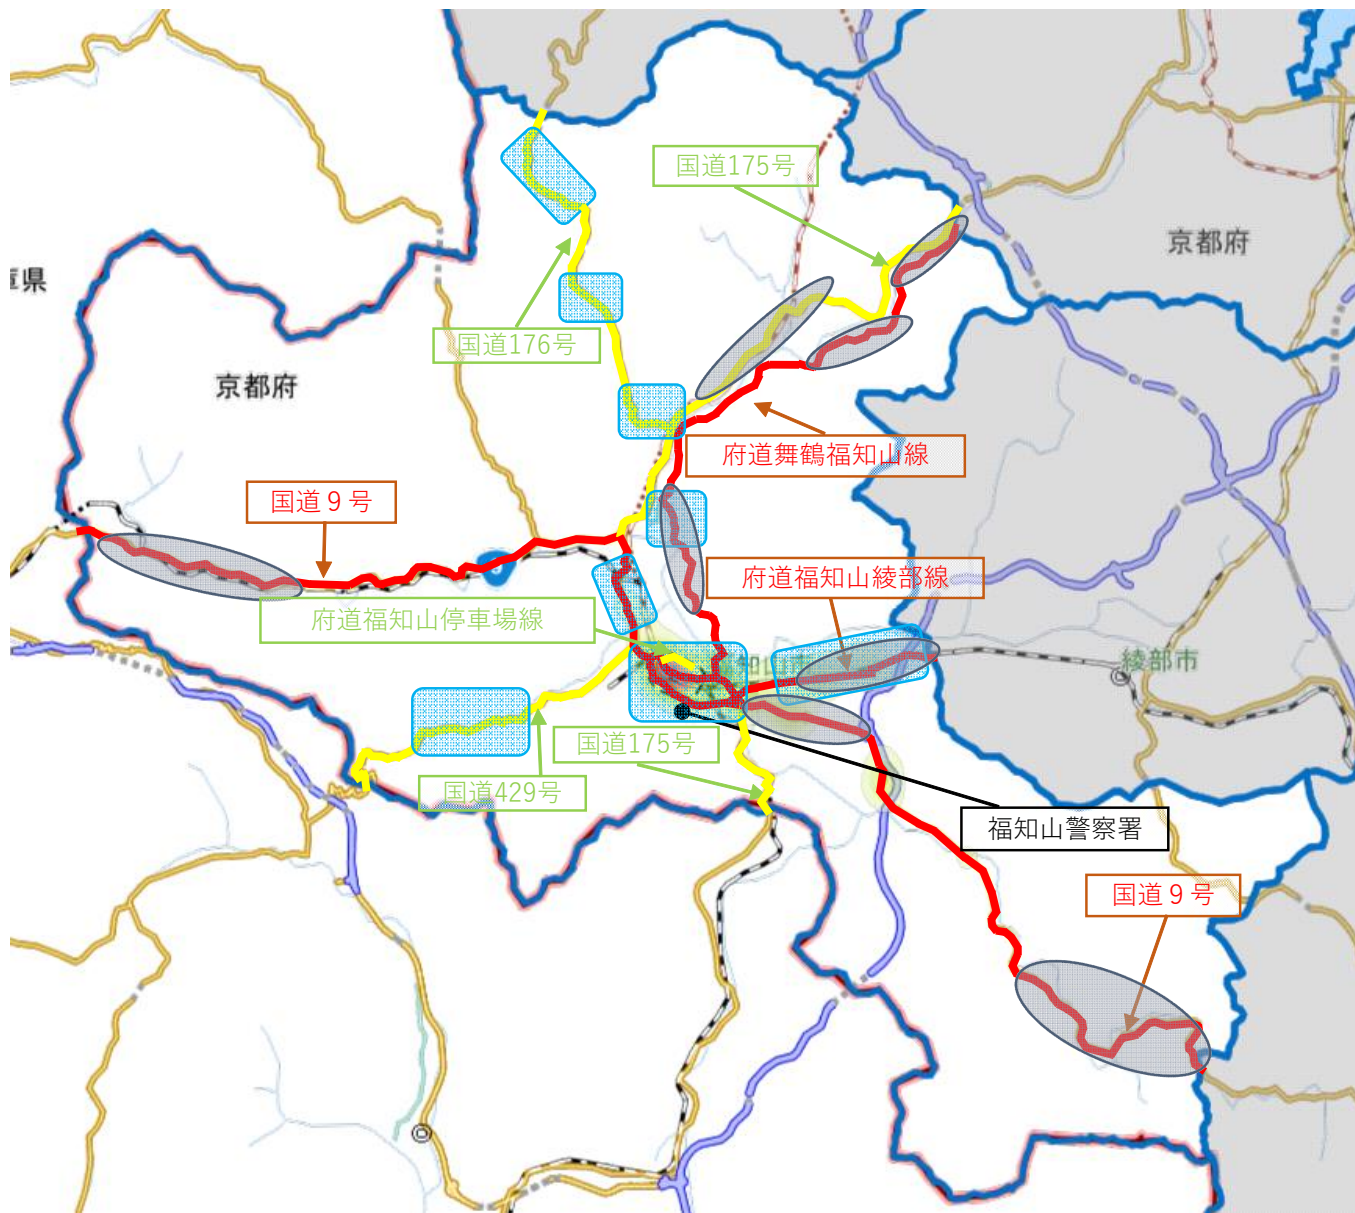 国道175号
京都府
庫県
国道176号
京都府
府道舞鶴福知山線
国道９号
府道福知山綾部線
府道福知山停車場線
綾部市
国道175号
国道429号
福知山警察署
国道９号